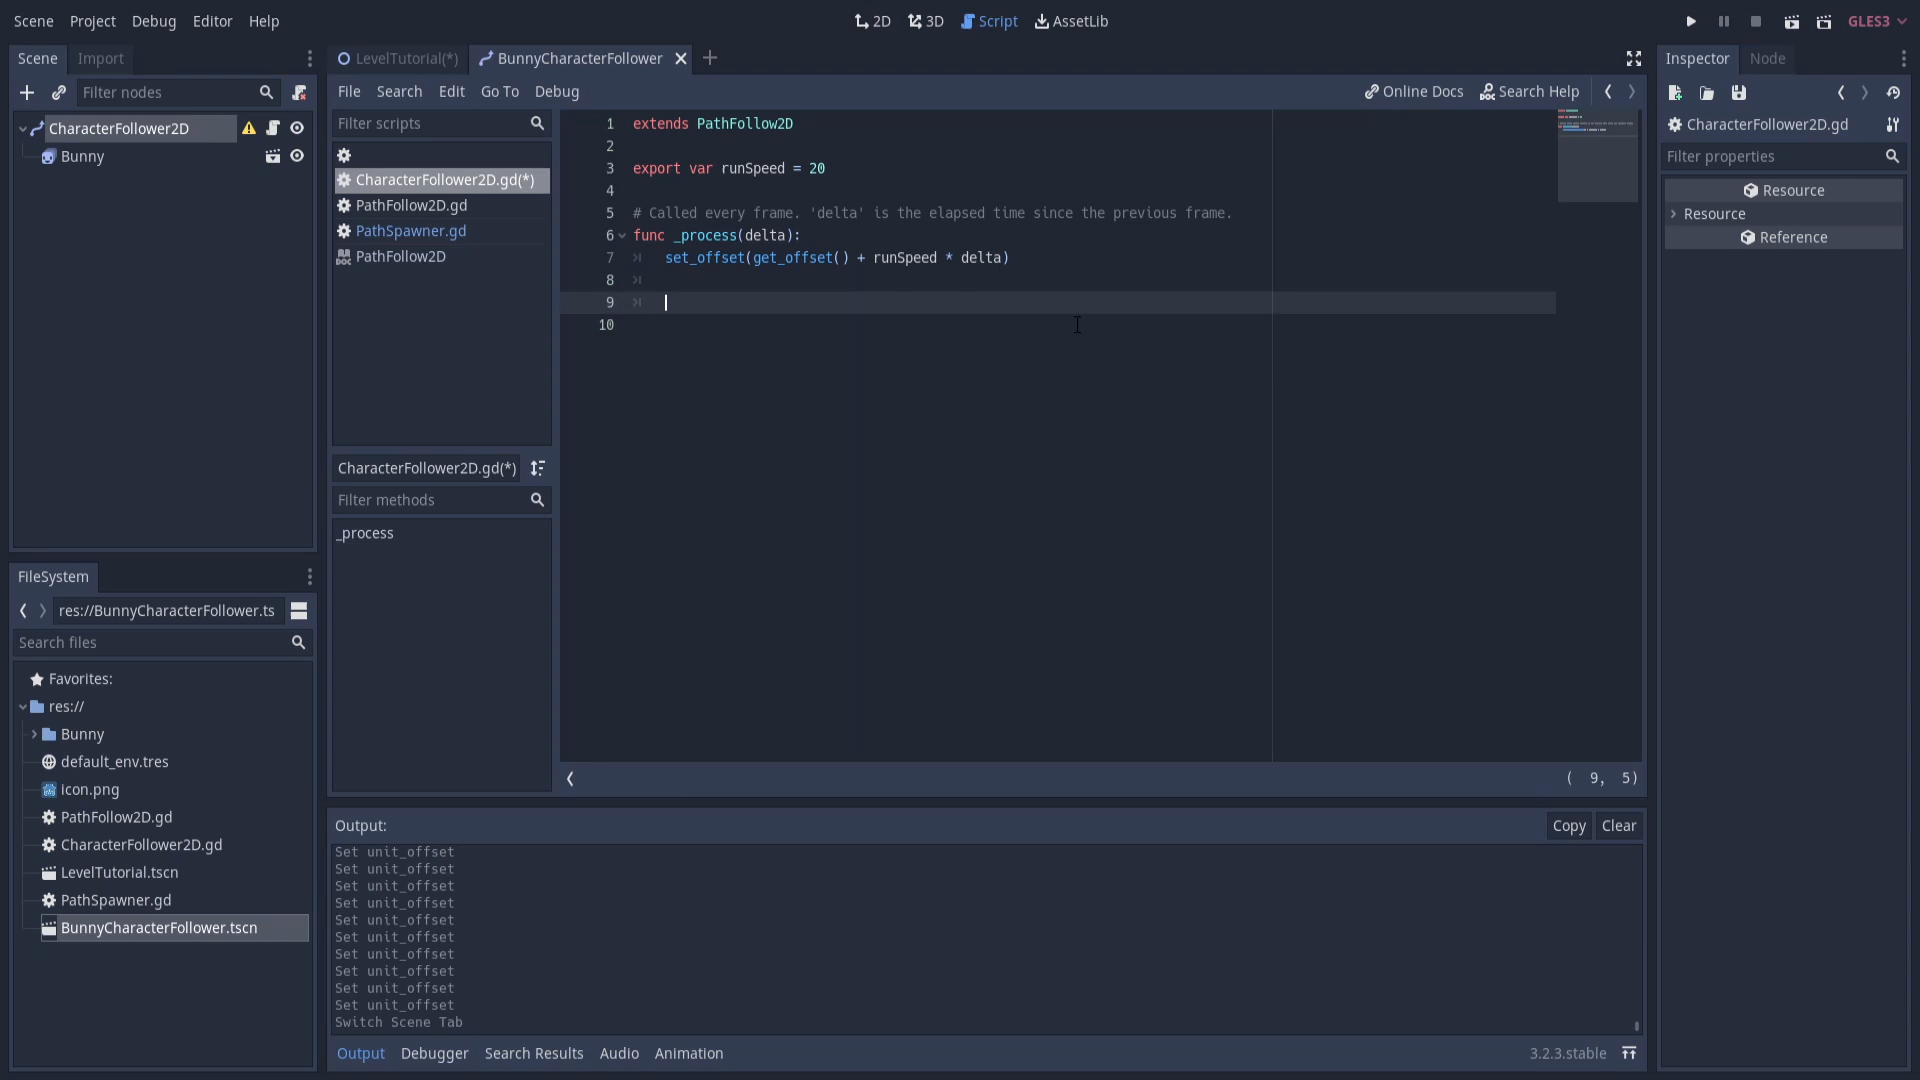 Scene Project Debug Editor Help
2D 3D Script AssetLib
GLES3
Scene Import
Filter nodes
CharacterFollower2D
Bunny
FileSystem
res://BunnyCharacterFollower.ts
Search files
Favorites:
res://
Bunny
default_env.tres
icon.png
PathFollow2D.gd
CharacterFollower2D.gd
LevelTutorial.tscn
PathSpawner.gd
BunnyCharacterFollower.tscn
LevelTutorial(*) BunnyCharacterFollower
File Search Edit Go To Debug
Online Docs Search Help
Filter scripts
CharacterFollower2D.gd(*)
PathFollow2D.gd
PathSpawner.gd
PathFollow2D
CharacterFollower2D.gd(*)
Filter methods
_process
1 extends PathFollow2D
2
3 export var runSpeed = 20
4
5 # Called every frame. 'delta' is the elapsed time since the previous frame.
6 func _process(delta):
7 set_offset(get_offset() + runSpeed * delta)
8
9
10
( 9, 5)
Output:
Copy Clear
Set unit_offset
Set unit_offset
Set unit_offset
Set unit_offset
Set unit_offset
Set unit_offset
Set unit_offset
Set unit_offset
Set unit_offset
Set unit_offset
Switch Scene Tab
Output Debugger Search Results Audio Animation
3.2.3.stable
Inspector Node
CharacterFollower2D.gd
Filter properties
Resource
Resource
Reference